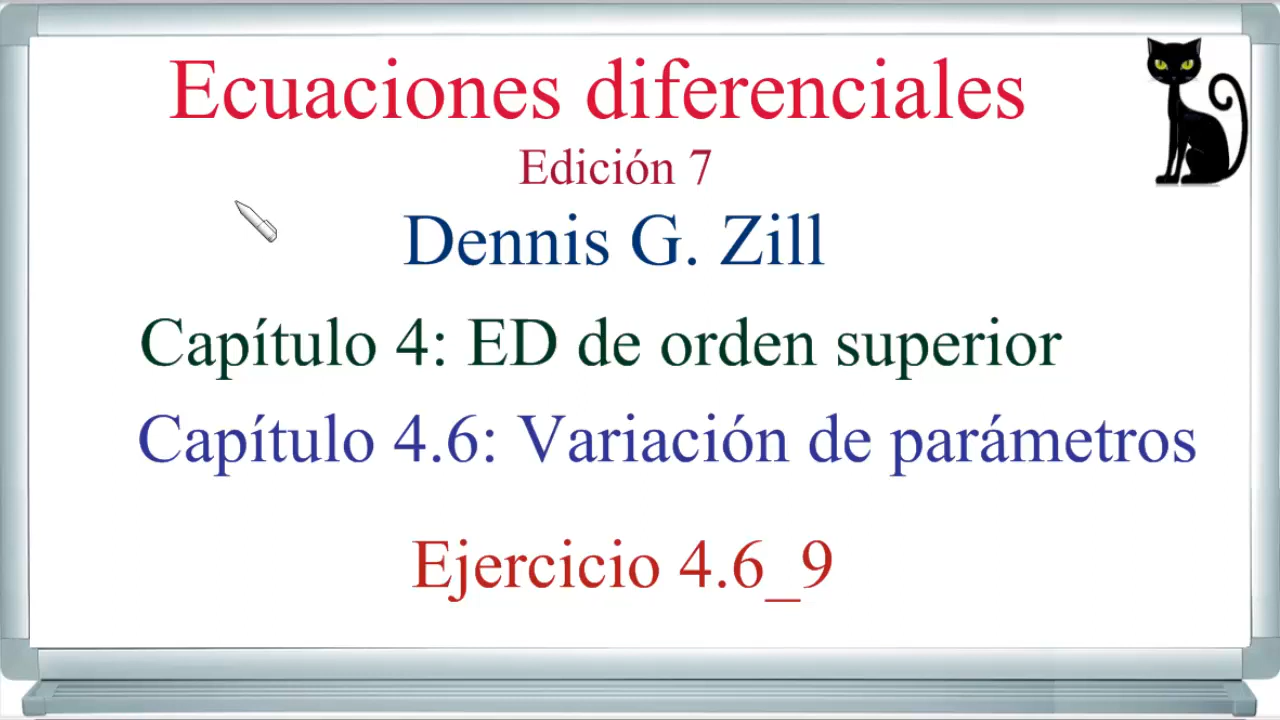 Ecuaciones diferenciales
Edición 7
Dennis G. Zill
Capítulo 4: ED de orden superior
Capítulo 4.6: Variación de parámetros
Ejercicio 4.6_9